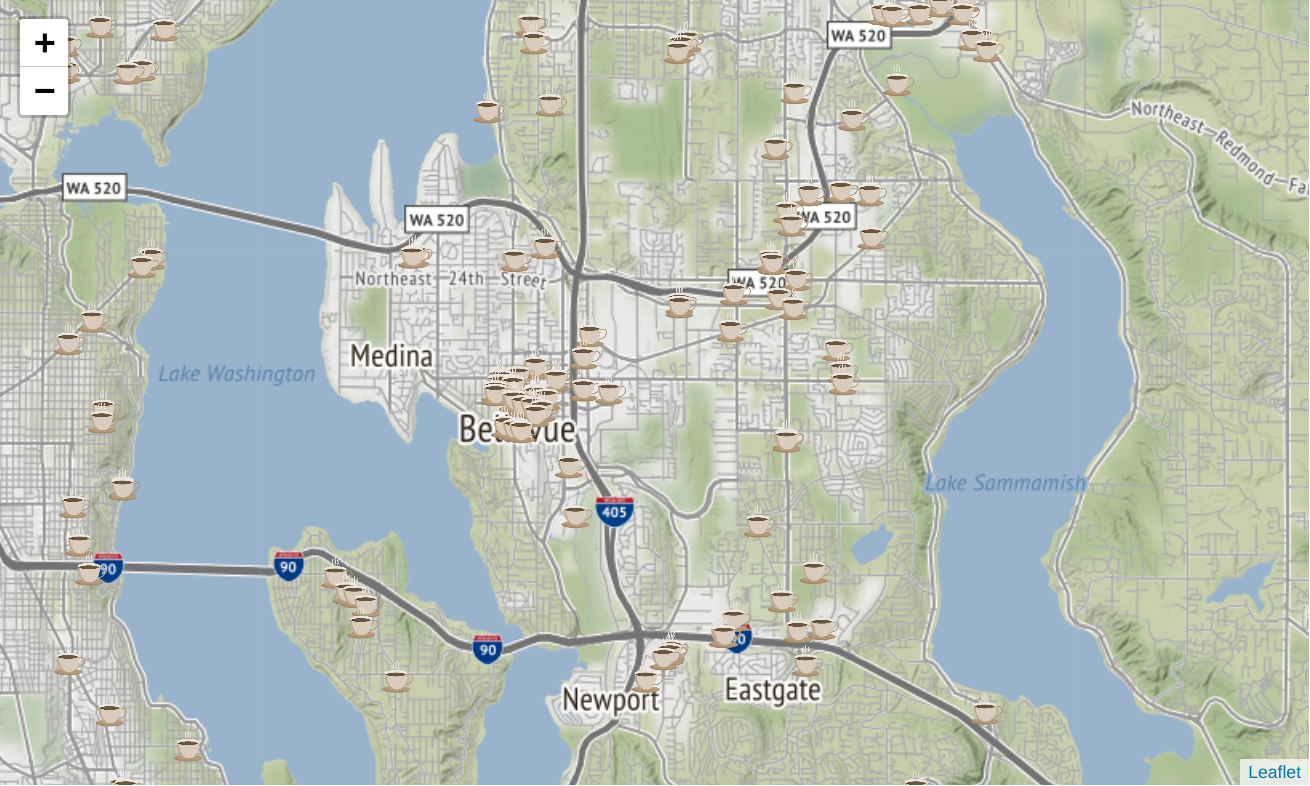 +
−
WA 520
WA 520
WA 520
WA 520
WA 520
Northeast 24th Street
Northeast-Redmond-Fa
Medina
Lake Washington
Lake Sammamish
405
90
90
90
Newport
Eastgate
Leaflet